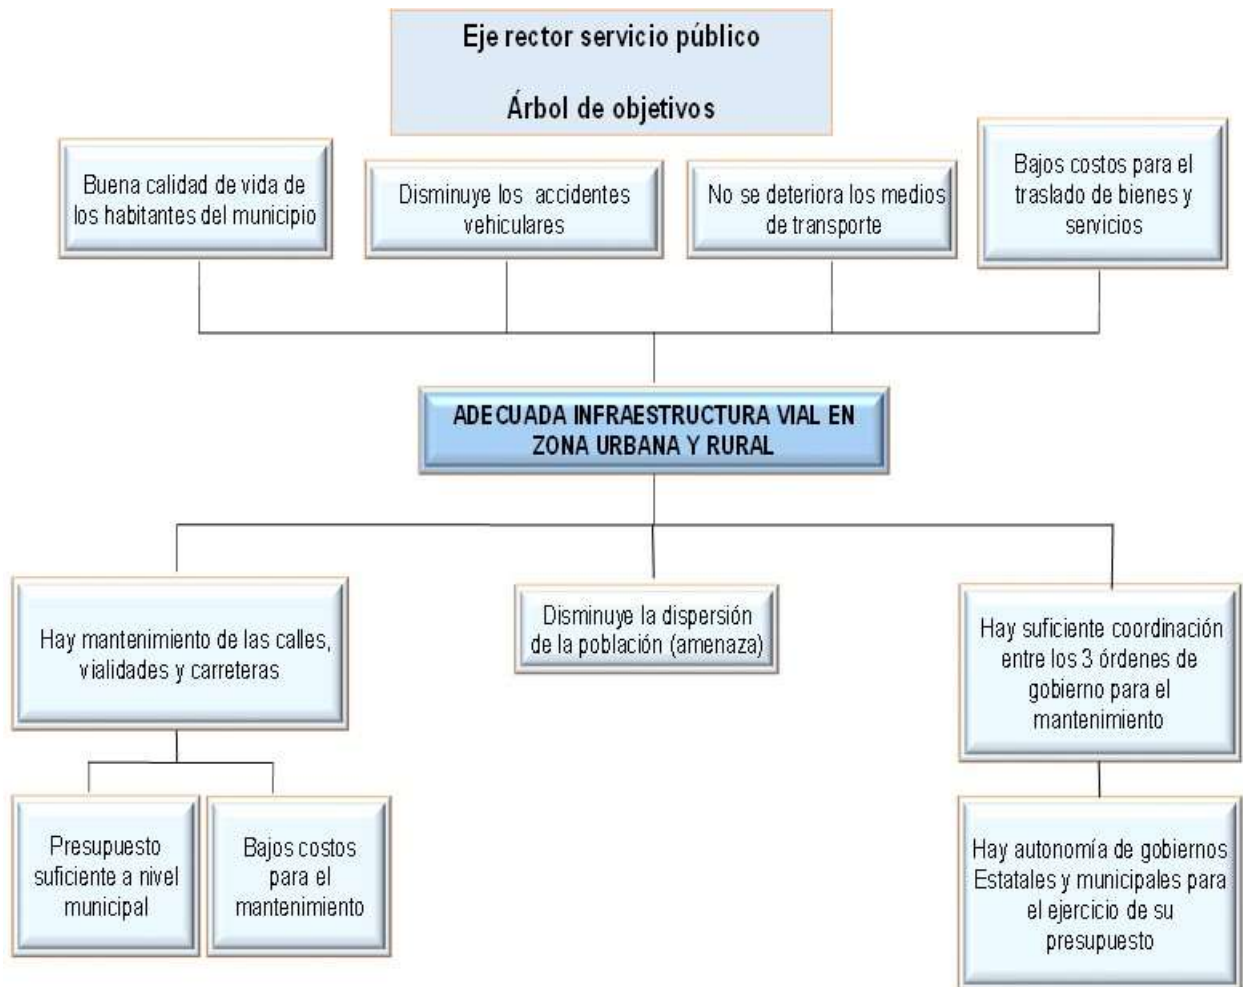 Eje rector servicio público
Árbol de objetivos
Buena calidad de vida de
los habitantes del municipio
Disminuye los accidentes
vehiculares
No se deteriora los medios
de transporte
Bajos costos para el
traslado de bienes y
servicios
ADECUADA INFRAESTRUCTURA VIAL EN
ZONA URBANA Y RURAL
Hay mantenimiento de las calles,
vialidades y carreteras
Disminuye la dispersión
de la población (amenaza)
Hay suficiente coordinación
entre los 3 órdenes de
gobierno para el
mantenimiento
Presupuesto
suficiente a nivel
municipal
Bajos costos
para el
mantenimiento
Hay autonomía de gobiernos
Estatales y municipales para
el ejercicio de su
presupuesto